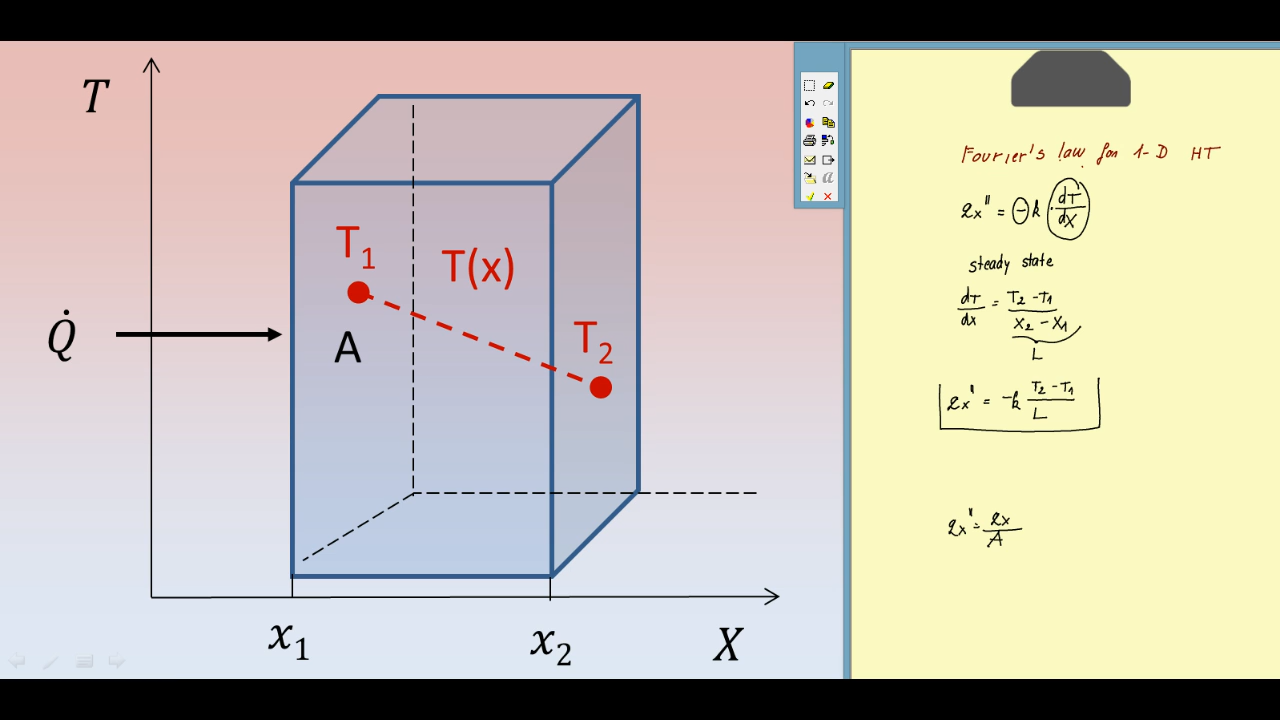 T
T₁
T(x)
Q̇
A
T₂
x₁
x₂
X
Fourier's law for 1-D HT
qx" = -k · dT/dx
steady state
dT/dx = T₂ - T₁ / X₂ - X₁
L
qx" = -k T₂ - T₁ / L
qx" = qx / A